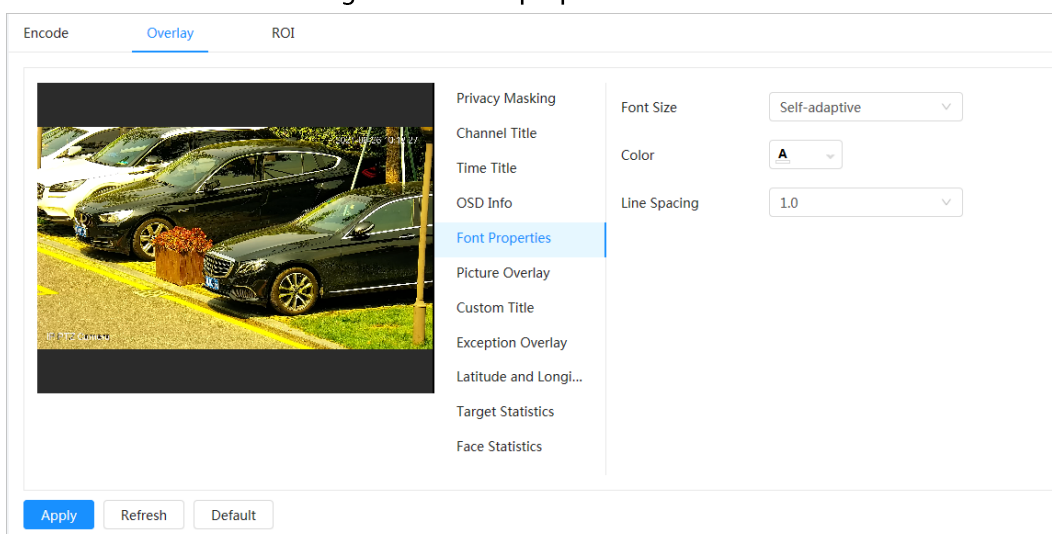 Encode Overlay ROI
Privacy Masking
Channel Title
Time Title
OSD Info
Font Properties
Picture Overlay
Custom Title
Exception Overlay
Latitude and Longi...
Target Statistics
Face Statistics
Font Size Self-adaptive
Color A
Line Spacing 1.0
Apply Refresh Default